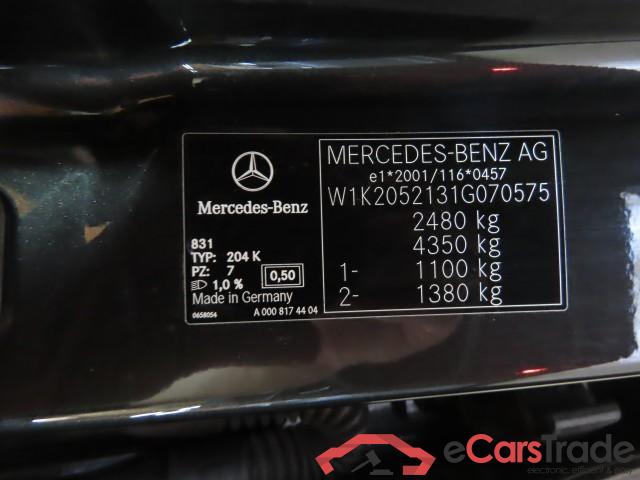 Mercedes-Benz
831
TYP: 204 K
PZ: 7
1,0 %
0,50
Made in Germany
0658054
A 000 817 44 04
MERCEDES-BENZ AG
e1*2001/116*0457
W1K2052131G070575
2480 kg
4350 kg
1- 1100 kg
2- 1380 kg
eCarsTrade
electronic, efficient & easy